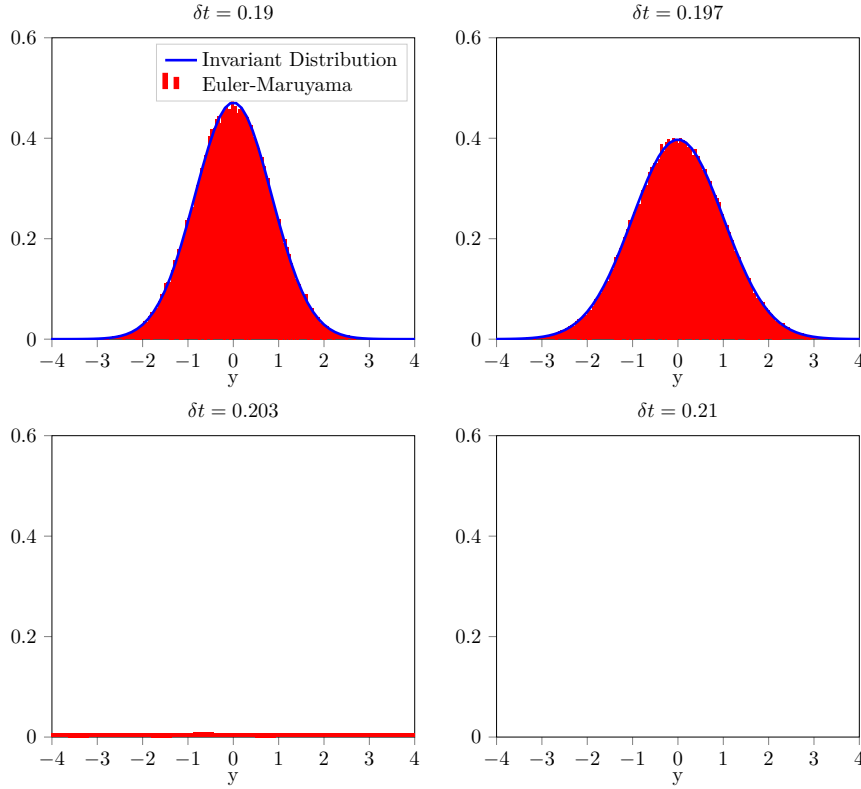 δt = 0.19
0.6
0.4
0.2
0
−4 −3 −2 −1 0 1 2 3 4
y
Invariant Distribution
Euler-Maruyama
δt = 0.197
0.6
0.4
0.2
0
−4 −3 −2 −1 0 1 2 3 4
y
δt = 0.203
0.6
0.4
0.2
0
−4 −3 −2 −1 0 1 2 3 4
y
δt = 0.21
0.6
0.4
0.2
0
−4 −3 −2 −1 0 1 2 3 4
y